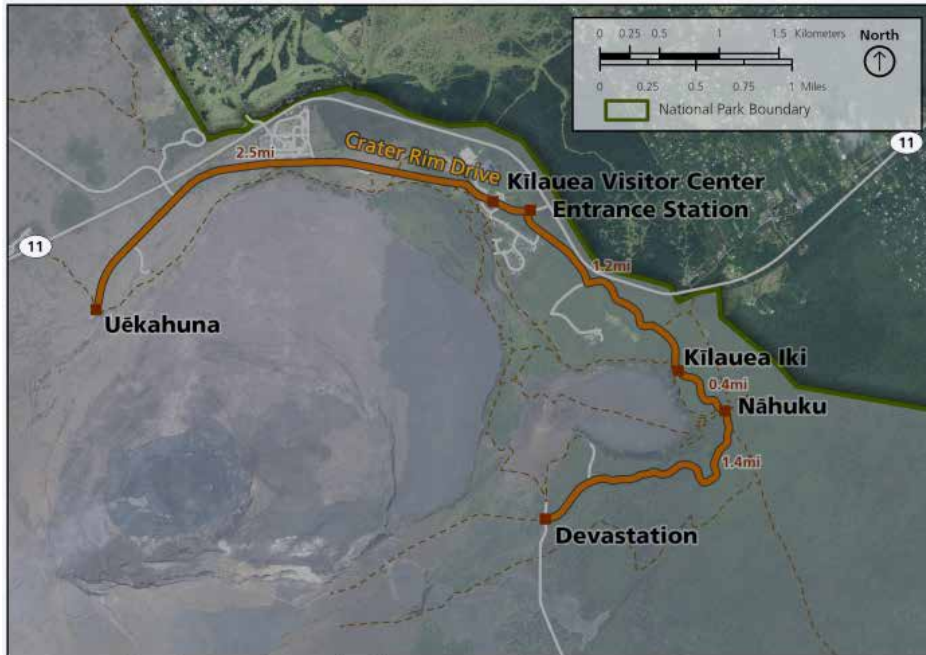 0 0.25 0.5 1 1.5 Kilometers
North
0 0.25 0.5 0.75 1 Miles
National Park Boundary
11
2.5mi
Crater Rim Drive
Kīlauea Visitor Center
Entrance Station
11
1.2mi
Uēkahuna
Kīlauea Iki
0.4mi
Nāhuku
1.4mi
Devastation